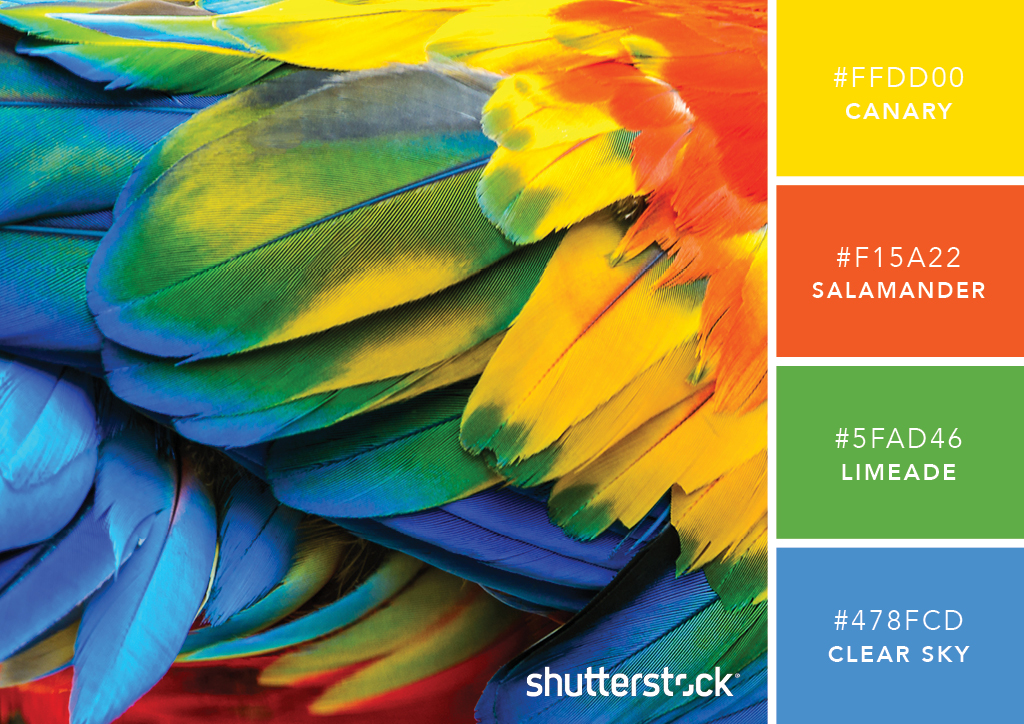 #FFDD00
CANARY
#F15A22
SALAMANDER
#5FAD46
LIMEADE
#478FCD
CLEAR SKY
shutterstock®